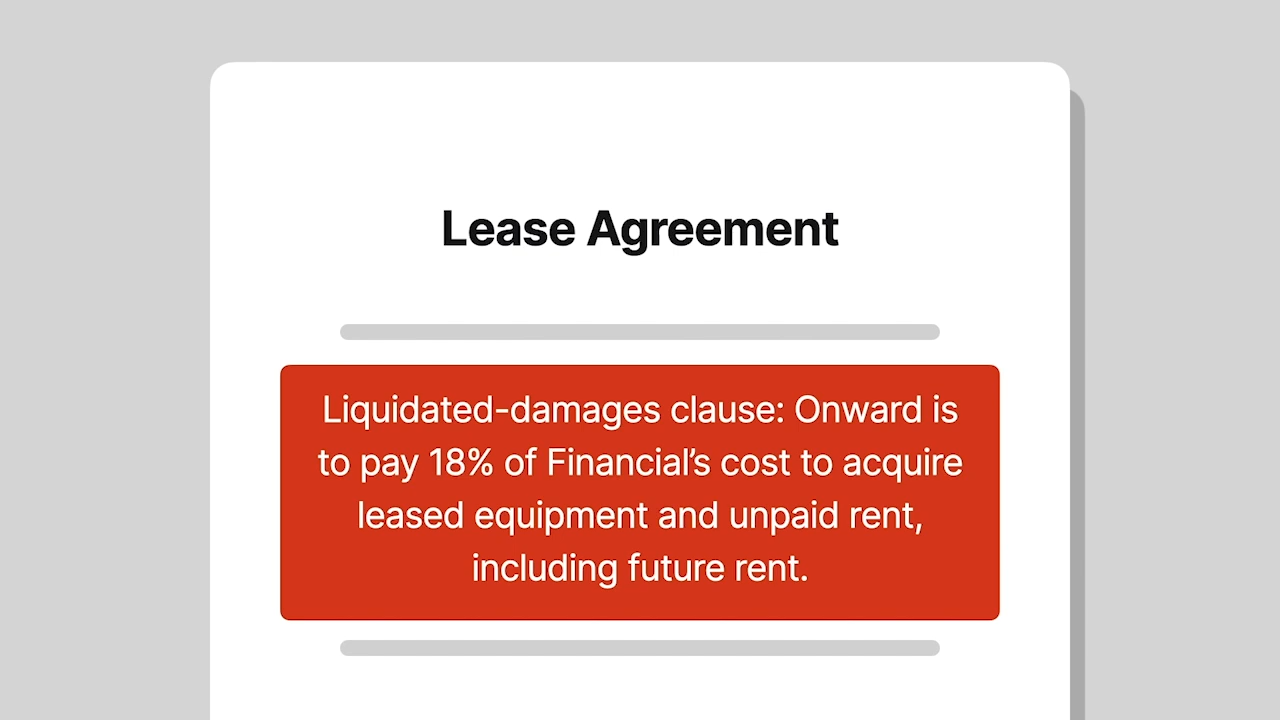 Lease Agreement
Liquidated-damages clause: Onward is
to pay 18% of Financial’s cost to acquire
leased equipment and unpaid rent,
including future rent.